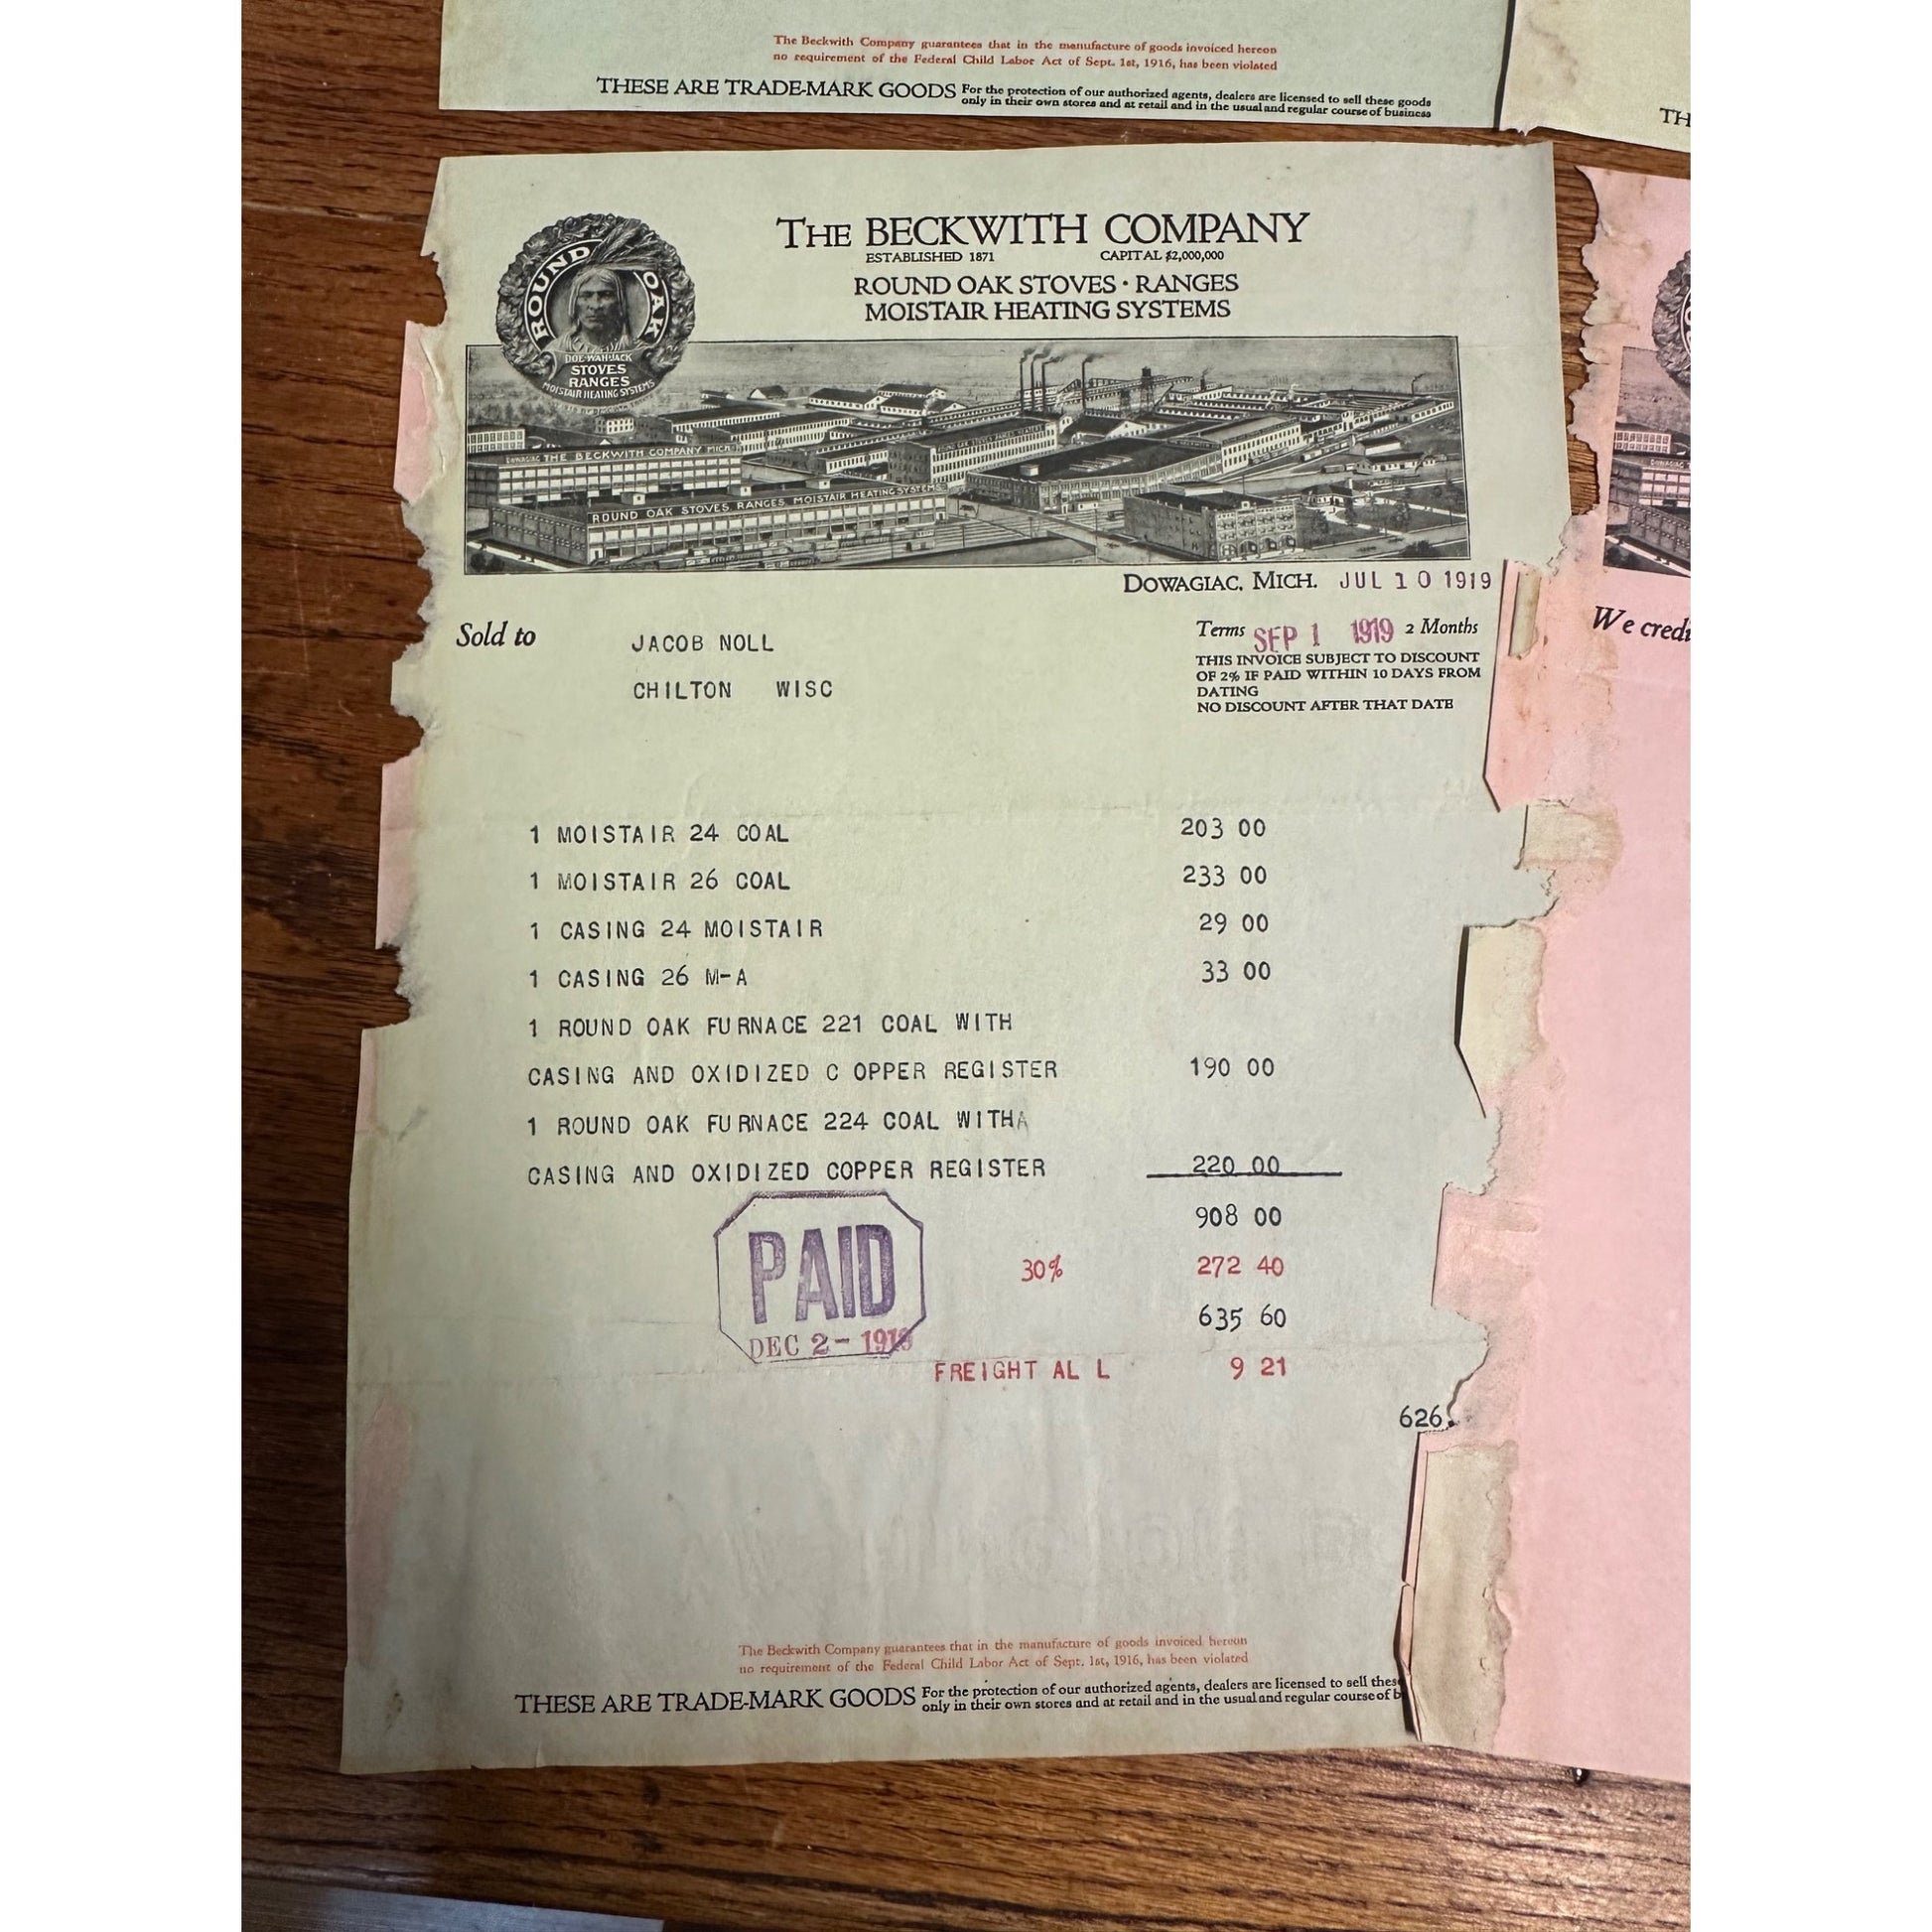 The Beckwith Company guarantees that in the manufacture of goods invoiced hereon
no requirement of the Federal Child Labor Act of Sept. 1st, 1916, has been violated
THESE ARE TRADE-MARK GOODS For the protection of our authorized agents, dealers are licensed to sell these goods
only in their own stores and at retail and in the usual and regular course of business
TH
THE BECKWITH COMPANY
ESTABLISHED 1871 CAPITAL $2,000,000
ROUND OAK STOVES · RANGES
MOISTAIR HEATING SYSTEMS
ROUND OAK
DOE-WAH-JACK
STOVES
RANGES
MOISTAIR HEATING SYSTEMS
DOWAGIAC THE BECKWITH COMPANY MICH.
ROUND OAK STOVES, RANGES, MOISTAIR HEATING SYSTEMS
DOWAGIAC, MICH. JUL 10 1919
Sold to JACOB NOLL
CHILTON WISC
Terms SEP 1 1919 2 Months
THIS INVOICE SUBJECT TO DISCOUNT
OF 2% IF PAID WITHIN 10 DAYS FROM
DATING
NO DISCOUNT AFTER THAT DATE
We credi
1 MOISTAIR 24 COAL 203 00
1 MOISTAIR 26 COAL 233 00
1 CASING 24 MOISTAIR 29 00
1 CASING 26 M-A 33 00
1 ROUND OAK FURNACE 221 COAL WITH
CASING AND OXIDIZED C OPPER REGISTER 190 00
1 ROUND OAK FURNACE 224 COAL WITHA
CASING AND OXIDIZED COPPER REGISTER 220 00
908 00
30% 272 40
635 60
PAID
DEC 2- 1919
FREIGHT AL L 9 21
626.
The Beckwith Company guarantees that in the manufacture of goods invoiced hereon
no requirement of the Federal Child Labor Act of Sept. 1st, 1916, has been violated
THESE ARE TRADE-MARK GOODS For the protection of our authorized agents, dealers are licensed to sell these
only in their own stores and at retail and in the usual and regular course of b